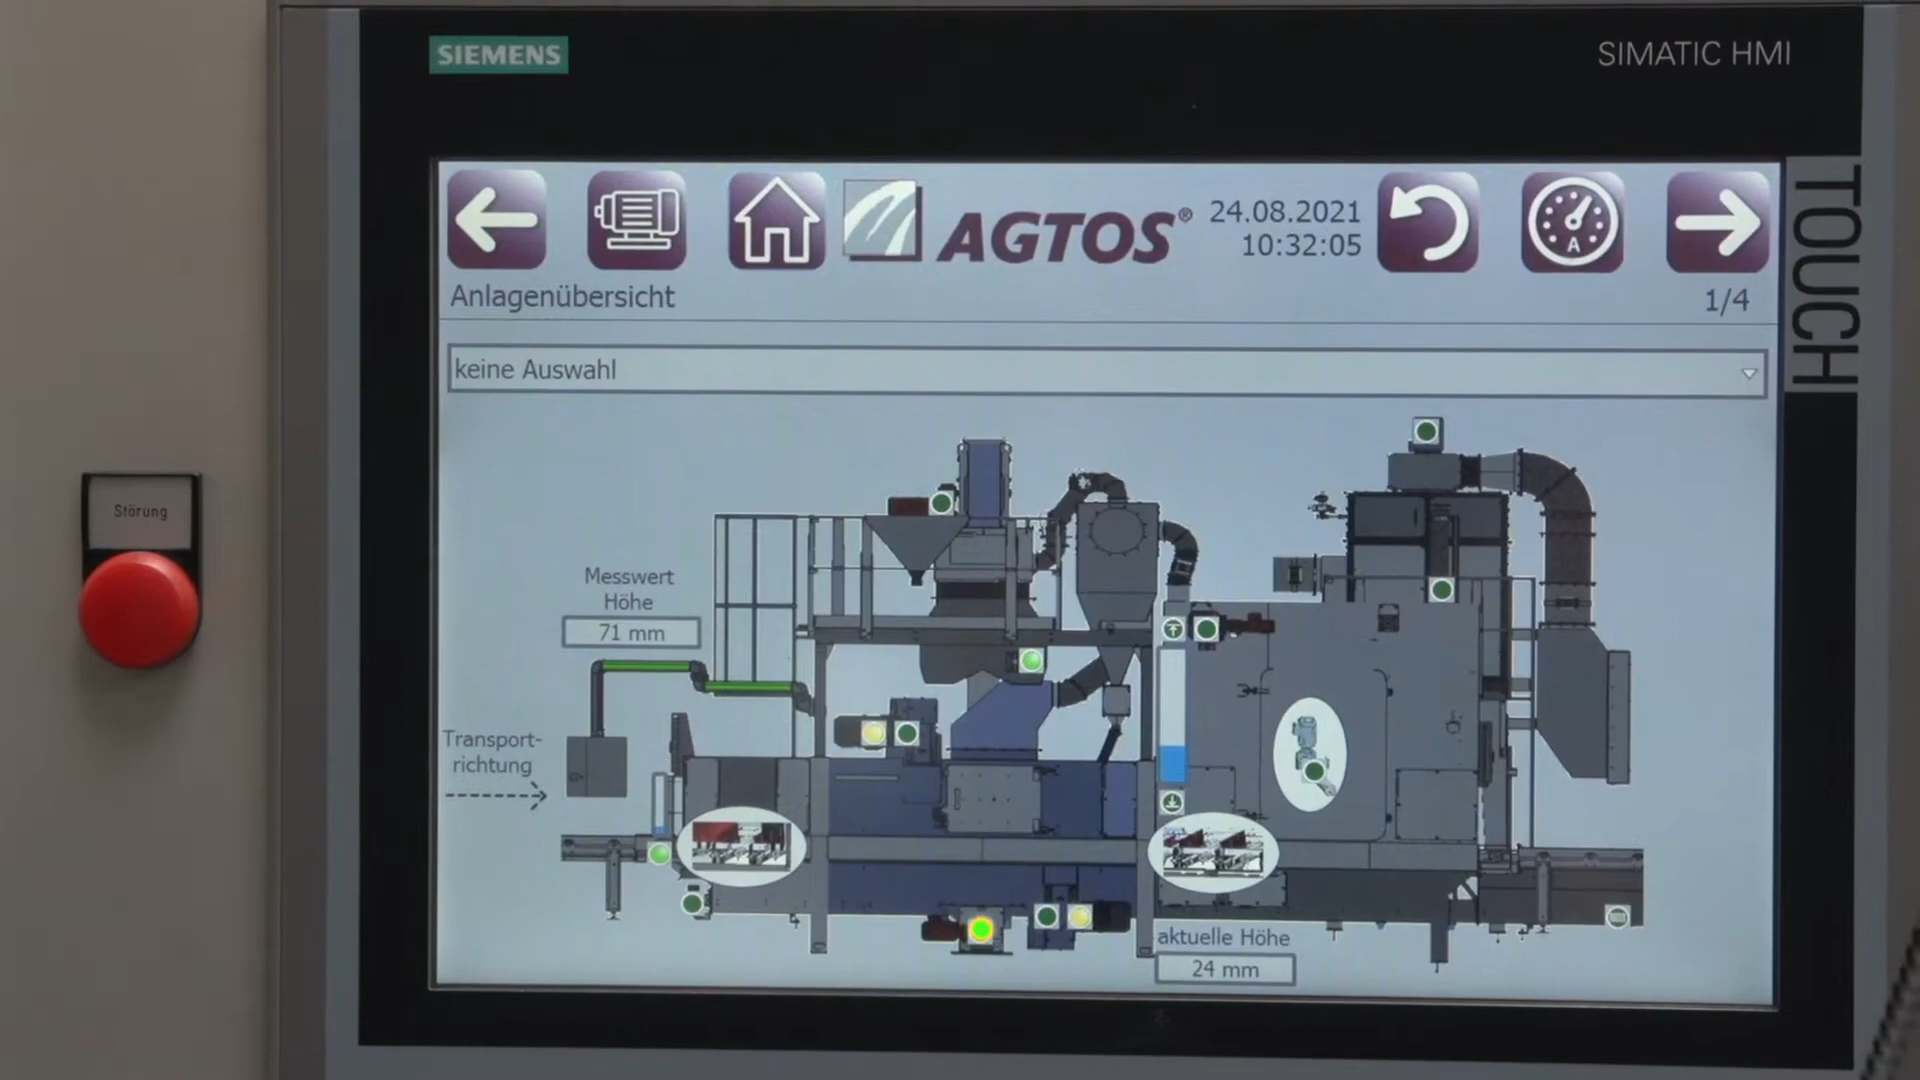 SIEMENS
SIMATIC HMI
TOUCH
AGTOS®
24.08.2021
10:32:05
A
Anlagenübersicht
1/4
keine Auswahl
Störung
Messwert
Höhe
71 mm
Transport-
richtung
aktuelle Höhe
24 mm